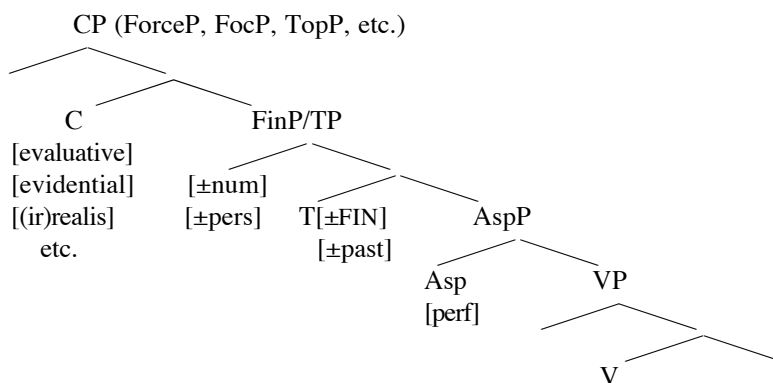 CP (ForceP, FocP, TopP, etc.)
C FinP/TP
[evaluative]
[evidential] [±num]
[(ir)realis] [±pers] T[±FIN] AspP
etc. [±past]
Asp VP
[perf]
V